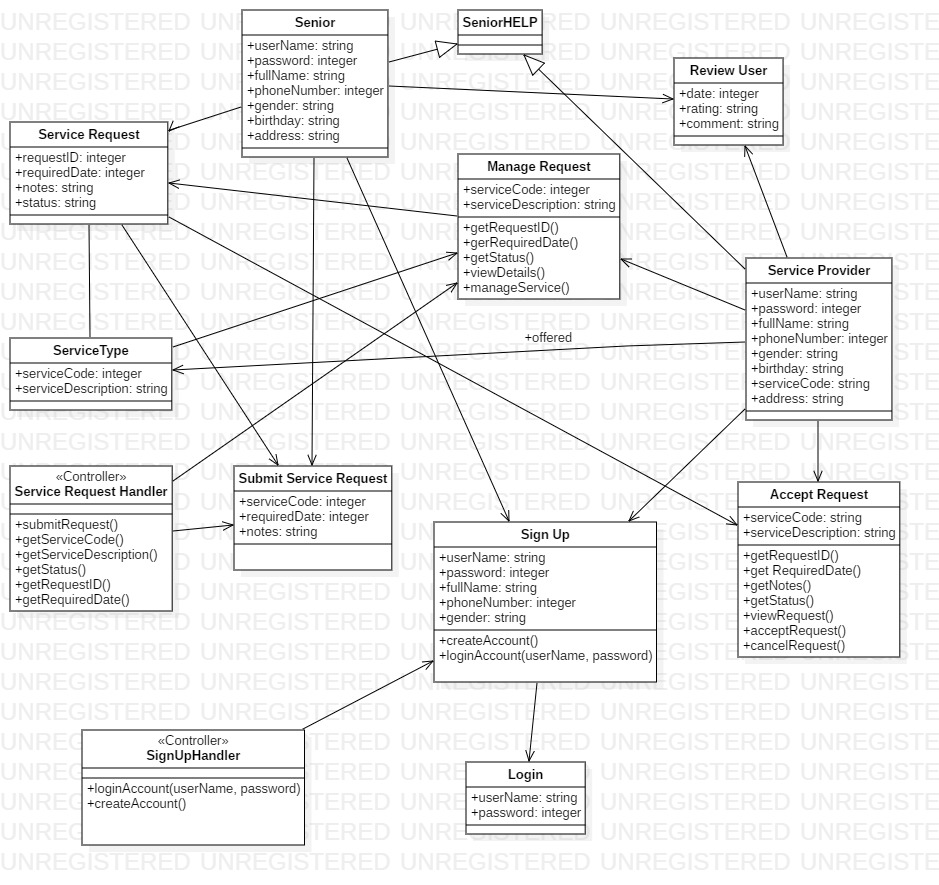 Senior
+userName: string
+password: integer
+fullName: string
+phoneNumber: integer
+gender: string
+birthday: string
+address: string
SeniorHELP
Review User
+date: integer
+rating: string
+comment: string
Service Request
+requestID: integer
+requiredDate: integer
+notes: string
+status: string
Manage Request
+serviceCode: integer
+serviceDescription: string
+getRequestID()
+gerRequiredDate()
+getStatus()
+viewDetails()
+manageService()
Service Provider
+userName: string
+password: integer
+fullName: string
+phoneNumber: integer
+gender: string
+birthday: string
+serviceCode: string
+address: string
+offered
ServiceType
+serviceCode: integer
+serviceDescription: string
«Controller»
Service Request Handler
+submitRequest()
+getServiceCode()
+getServiceDescription()
+getStatus()
+getRequestID()
+getRequiredDate()
Submit Service Request
+serviceCode: integer
+requiredDate: integer
+notes: string
Sign Up
+userName: string
+password: integer
+fullName: string
+phoneNumber: integer
+gender: string
+createAccount()
+loginAccount(userName, password)
Accept Request
+serviceCode: string
+serviceDescription: string
+getRequestID()
+get RequiredDate()
+getNotes()
+getStatus()
+viewRequest()
+acceptRequest()
+cancelRequest()
«Controller»
SignUpHandler
+loginAccount(userName, password)
+createAccount()
Login
+userName: string
+password: integer
UNREGISTERED